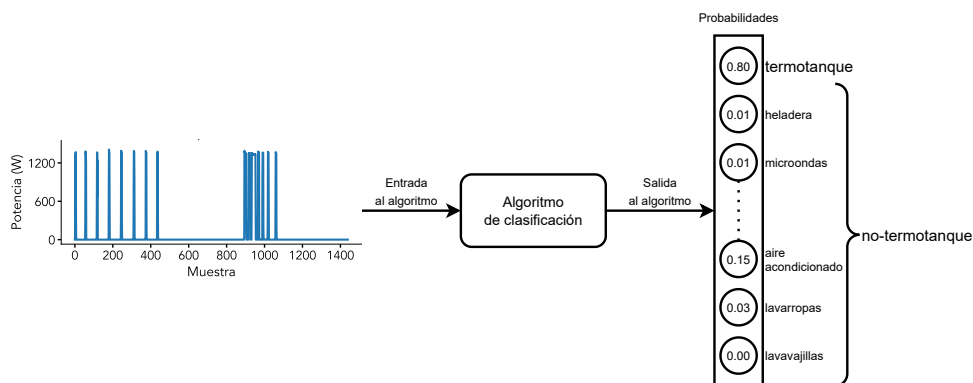 Probabilidades
0.80 termotanque
0.01 heladera
0.01 microondas
0.15 aire
acondicionado
0.03 lavarropas
0.00 lavavajillas
no-termotanque
Potencia (W)
1200
600
0
0 200 400 600 800 1000 1200 1400
Muestra
Entrada
al algoritmo
Algoritmo
de clasificación
Salida
al algoritmo